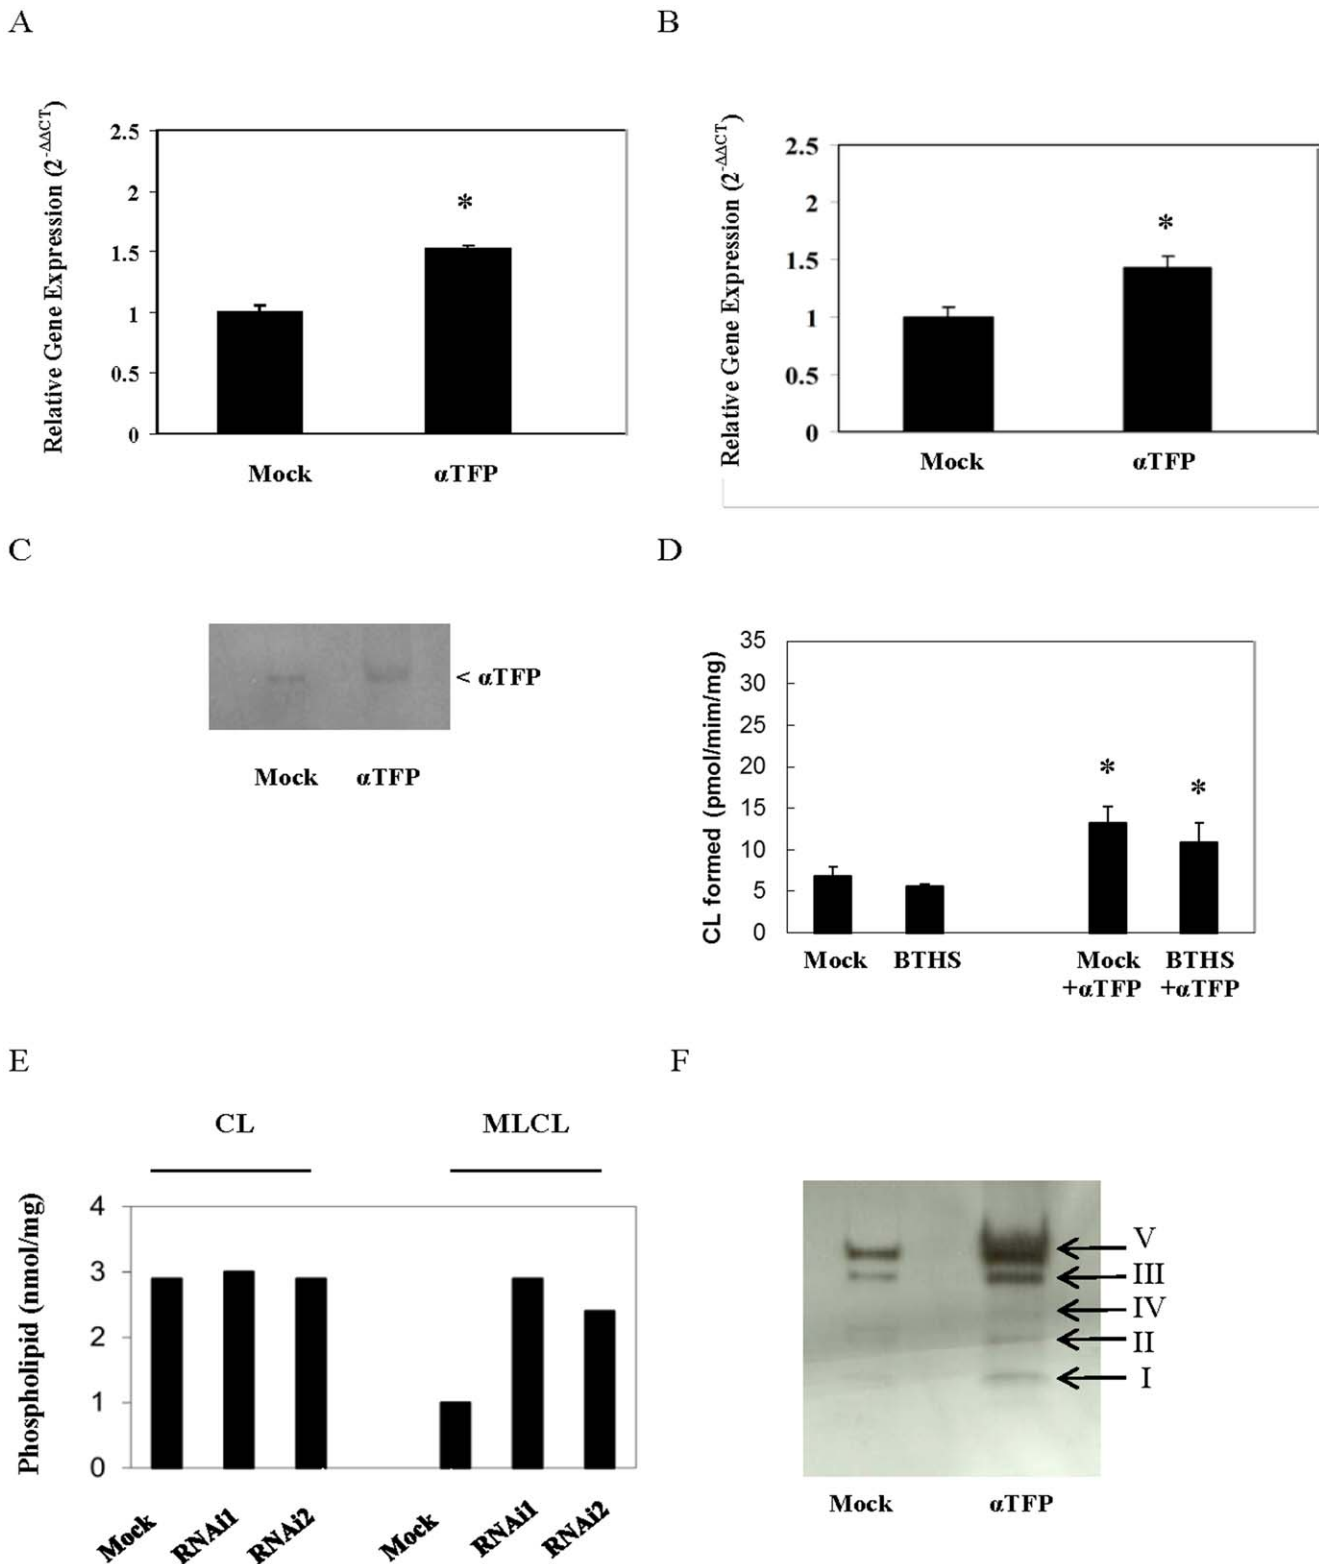 A
Relative Gene Expression (2-ΔΔCT)
2.5
2
1.5
1
0.5
0
*
Mock αTFP
B
Relative Gene Expression (2-ΔΔCT)
2.5
2
1.5
1
0.5
0
*
Mock αTFP
C
< αTFP
Mock αTFP
D
CL formed (pmol/mim/mg)
35
30
25
20
15
10
5
0
* *
Mock BTHS Mock BTHS
+αTFP +αTFP
E
CL MLCL
Phospholipid (nmol/mg)
4
3
2
1
0
Mock RNAi1 RNAi2 Mock RNAi1 RNAi2
F
V
III
IV
II
I
Mock αTFP